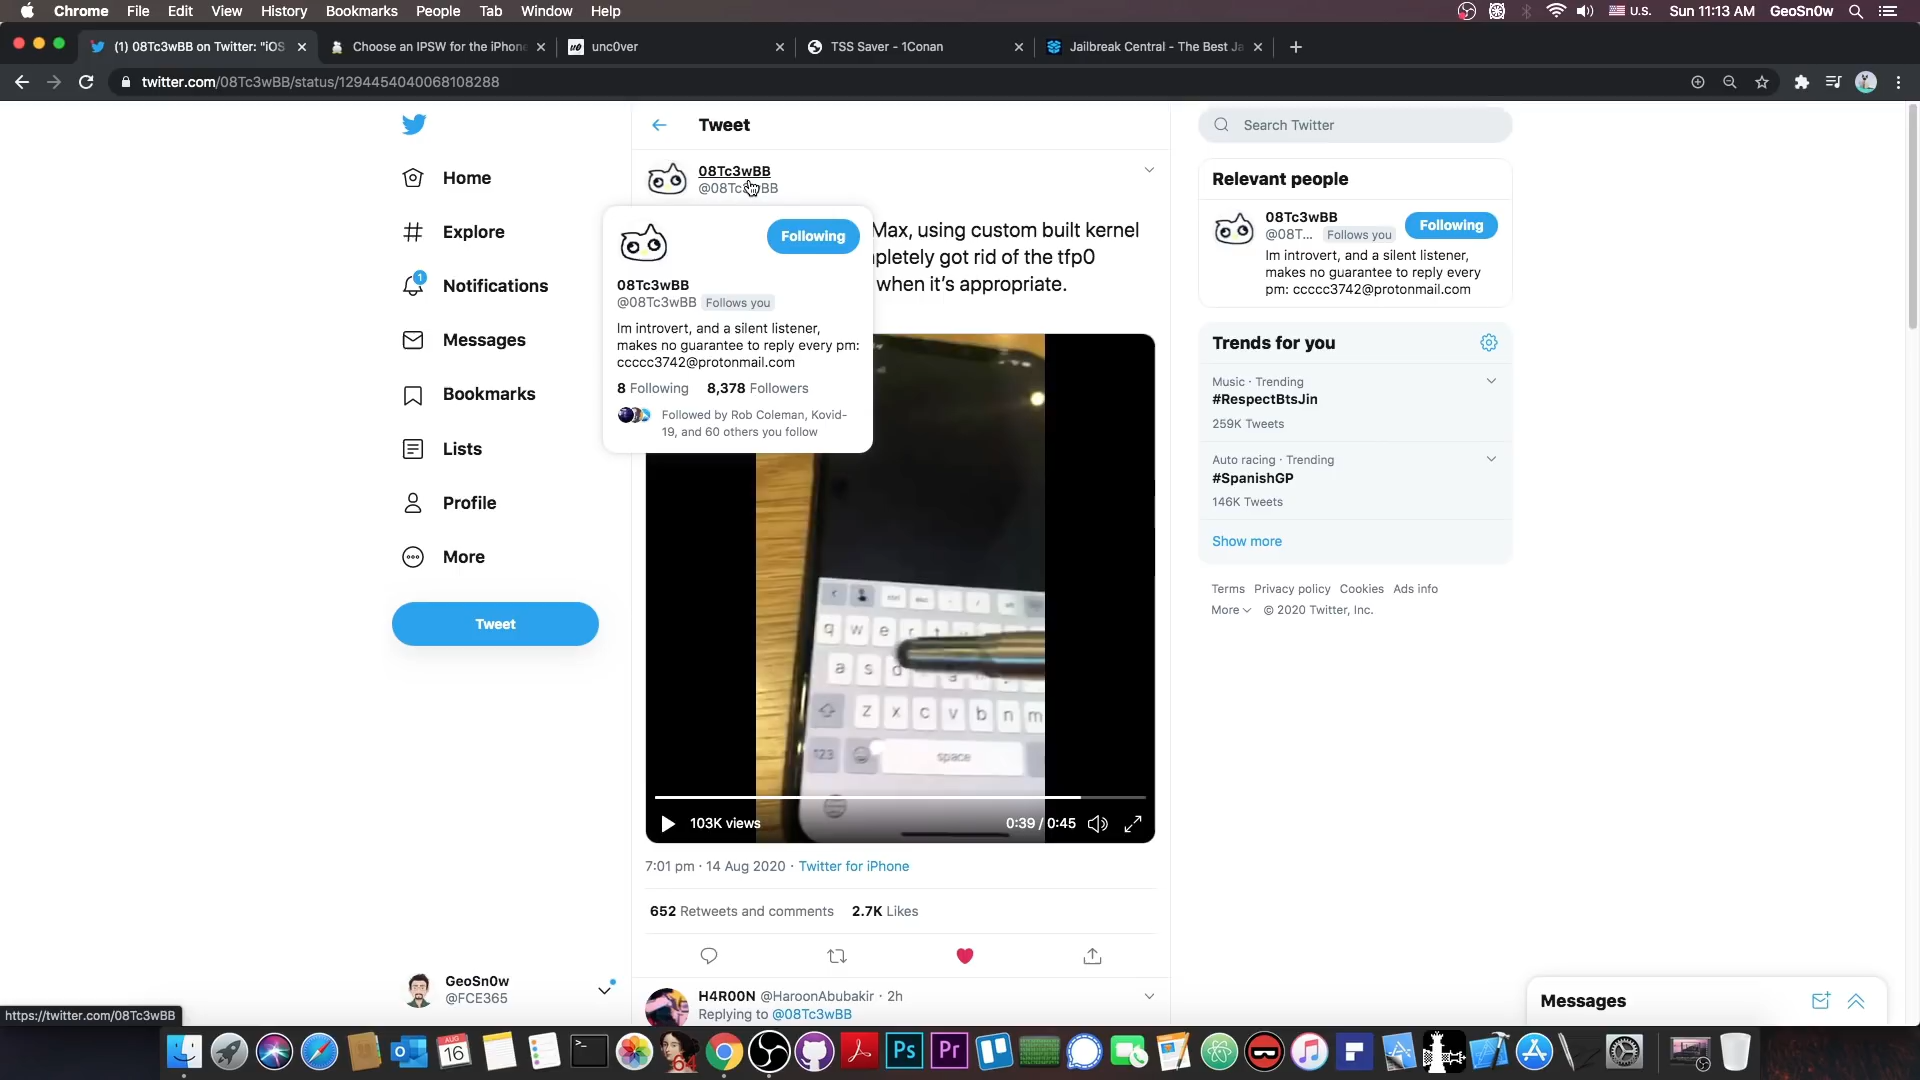 Chrome File Edit View History Bookmarks People Tab Window Help U.S. Sun 11:13 AM GeoSn0w
(1) 08Tc3wBB on Twitter: "iOS Choose an IPSW for the iPhone unc0ver TSS Saver - 1Conan Jailbreak Central - The Best Ja
twitter.com/08Tc3wBB/status/1294454040068108288
Home
Explore
1
Notifications
Messages
Bookmarks
Lists
Profile
More
Tweet
GeoSn0w
@FCE365
https://twitter.com/08Tc3wBB
Tweet
08Tc3wBB
Max, using custom built kernel
pletely got rid of the tfp0
when it's appropriate.
Following
08Tc3wBB
@08Tc3wBB Follows you
Im introvert, and a silent listener,
makes no guarantee to reply every pm:
ccccc3742@protonmail.com
8 Following 8,378 Followers
Followed by Rob Coleman, Kovid-
19, and 60 others you follow
q w e r t
a s d g
z x c v b n m
123 space
103K views 0:39 / 0:45
7:01 pm · 14 Aug 2020 · Twitter for iPhone
652 Retweets and comments 2.7K Likes
H4R00N @HaroonAbubakir · 2h
Replying to @08Tc3wBB
Search Twitter
Relevant people
08Tc3wBB
@08T... Follows you
Following
Im introvert, and a silent listener,
makes no guarantee to reply every
pm: ccccc3742@protonmail.com
Trends for you
Music · Trending
#RespectBtsJin
259K Tweets
Auto racing · Trending
#SpanishGP
146K Tweets
Show more
Terms Privacy policy Cookies Ads info
More © 2020 Twitter, Inc.
Messages
AUG
16
64
Ps
Pr